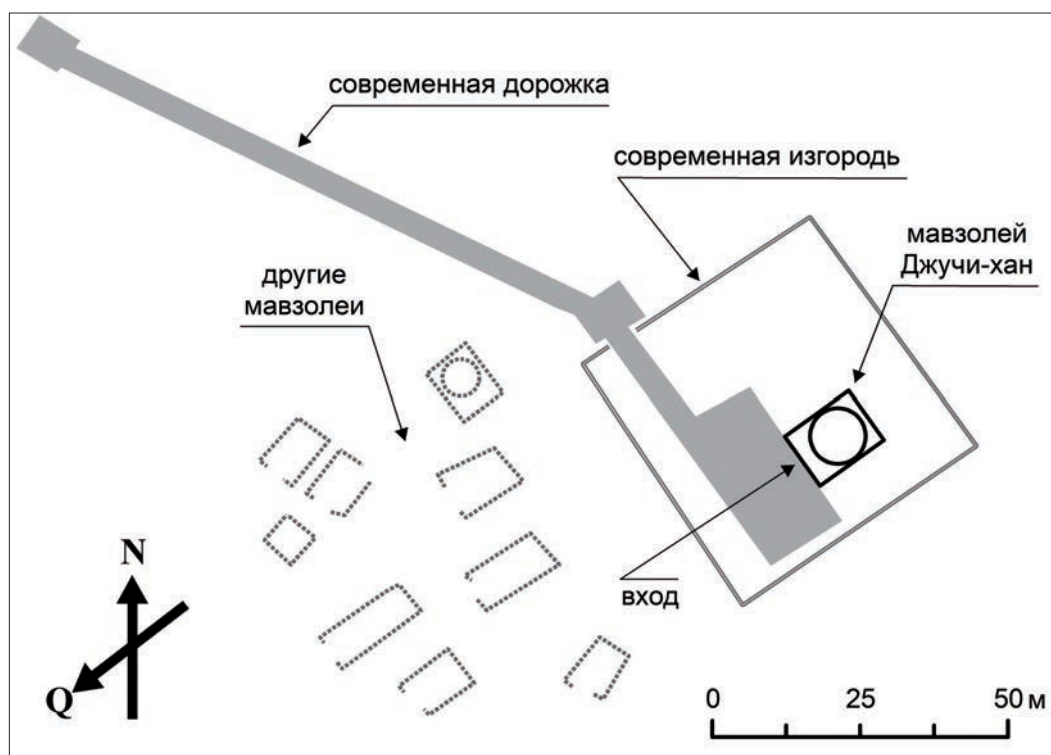 современная дорожка
современная изгородь
мавзолей
Джучи-хан
другие
мавзолеи
вход
N
Q
0 25 50 м